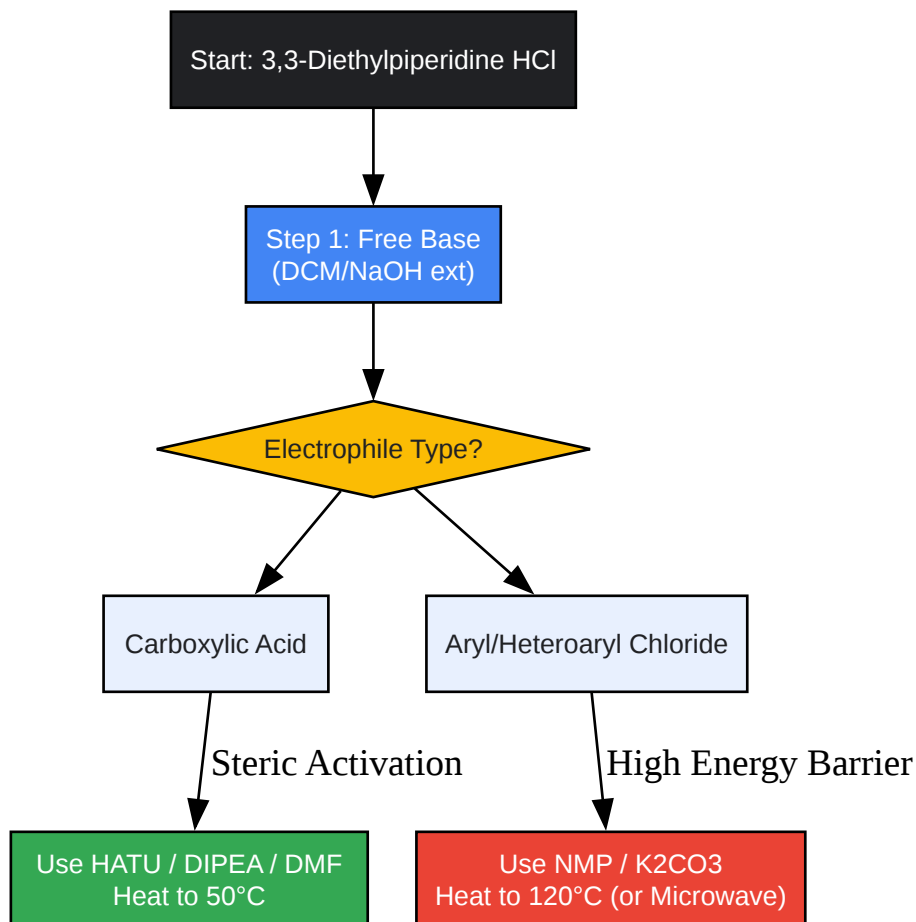 Start: 3,3-Diethylpiperidine HCl
Step 1: Free Base
(DCM/NaOH ext)
Electrophile Type?
Carboxylic Acid
Aryl/Heteroaryl Chloride
Steric Activation
High Energy Barrier
Use HATU / DIPEA / DMF
Heat to 50°C
Use NMP / K2CO3
Heat to 120°C (or Microwave)